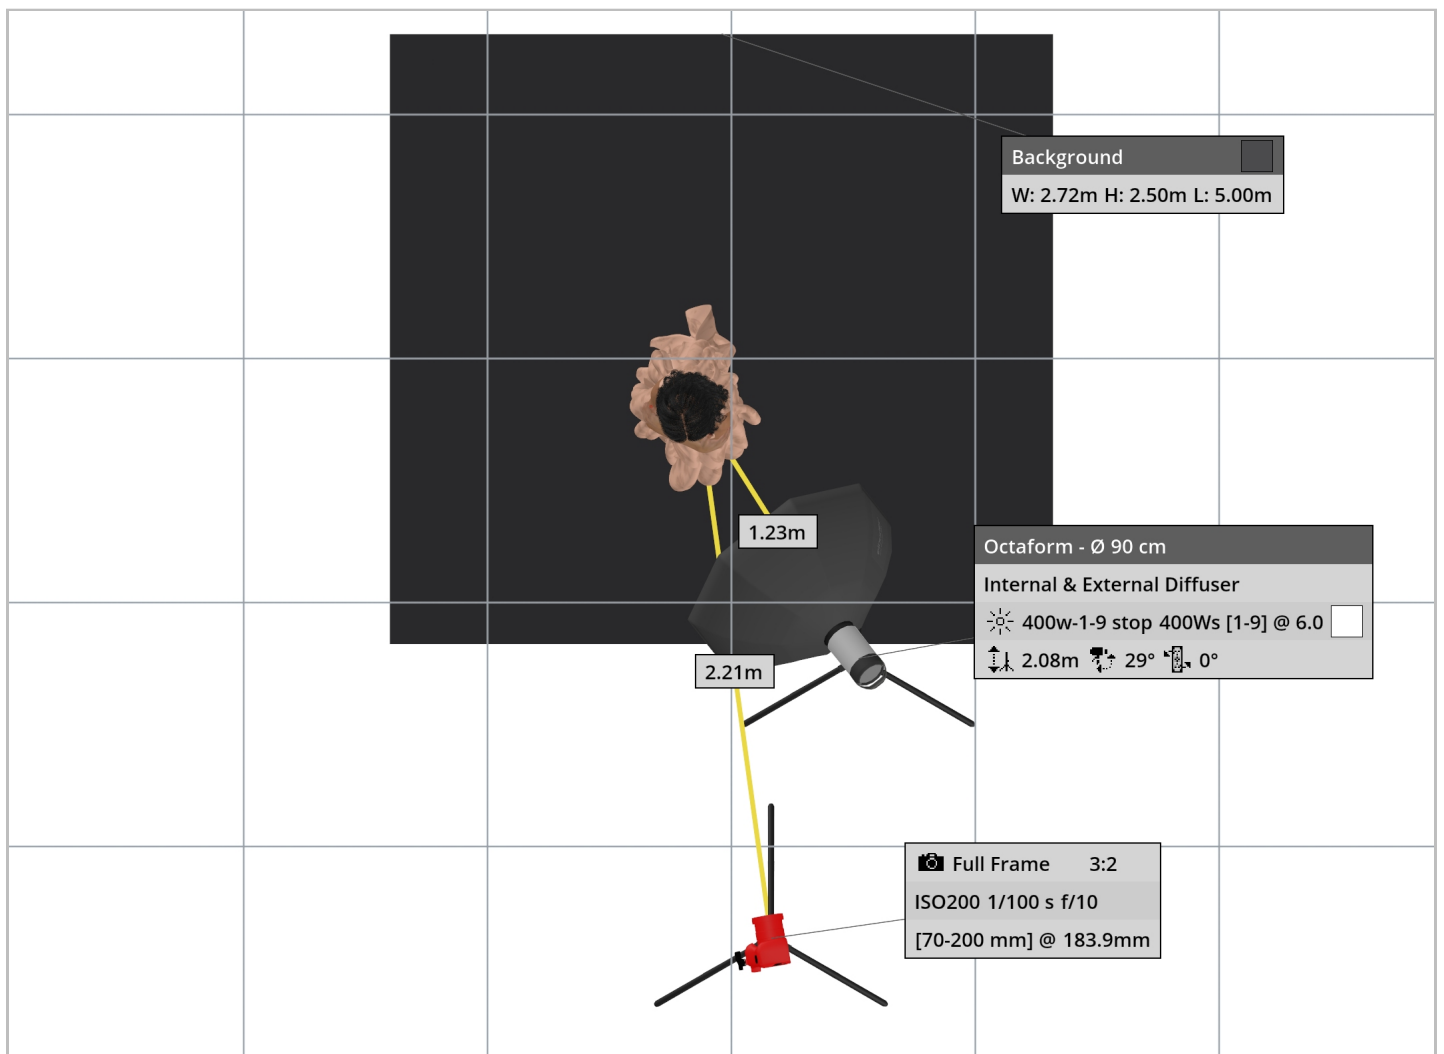 Background
W: 2.72m H: 2.50m L: 5.00m
1.23m
Octaform - Ø 90 cm
Internal & External Diffuser
400w-1-9 stop 400Ws [1-9] @ 6.0
2.08m 29° 0°
2.21m
Full Frame 3:2
ISO200 1/100 s f/10
[70-200 mm] @ 183.9mm